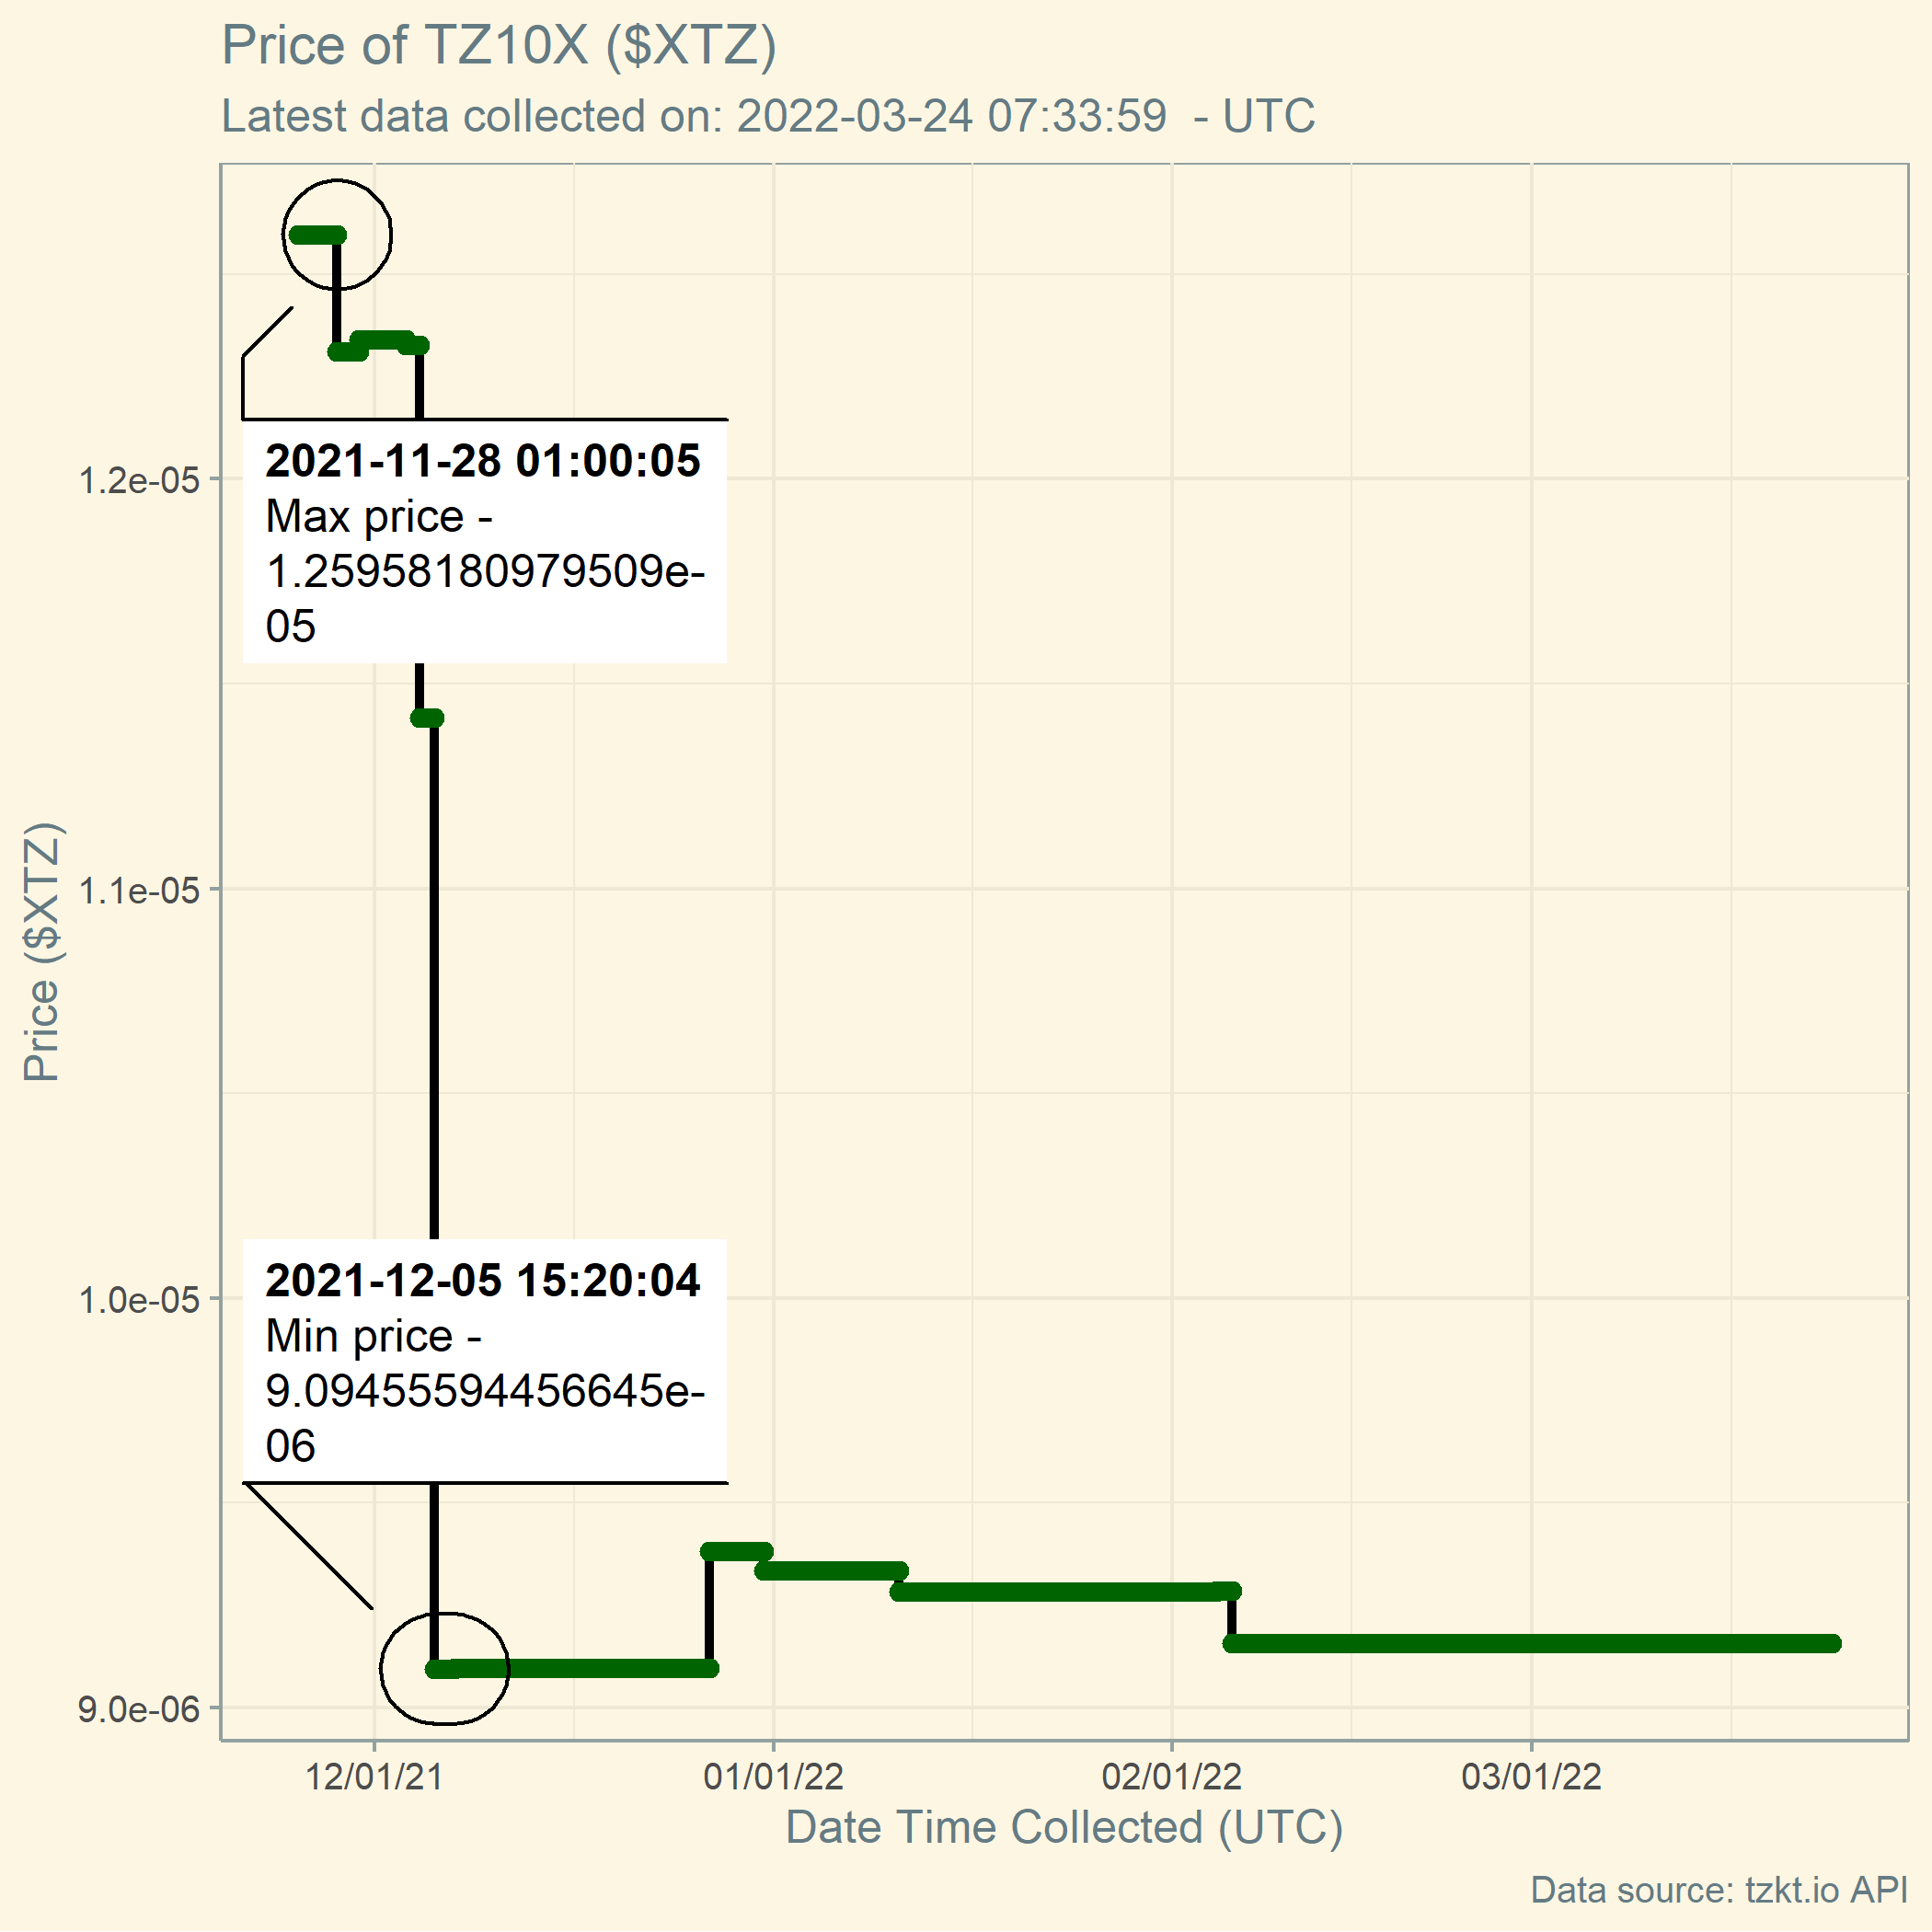 Price of TZ10X ($XTZ)
Latest data collected on: 2022-03-24 07:33:59  - UTC
2021-11-28 01:00:05
Max price -
1.25958180979509e-
05
1.2e-05
1.1e-05
1.0e-05
9.0e-06
Price ($XTZ)
2021-12-05 15:20:04
Min price -
9.09455594456645e-
06
12/01/21
01/01/22
02/01/22
03/01/22
Date Time Collected (UTC)
Data source: tzkt.io API